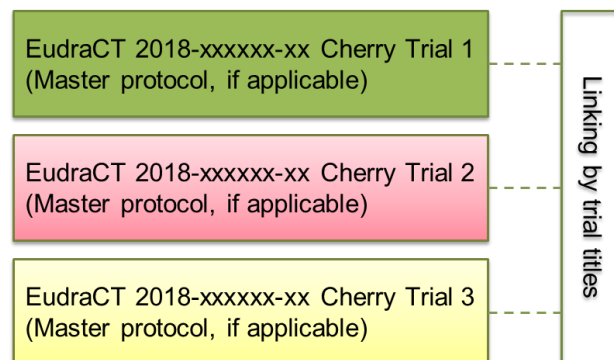 EudraCT 2018-xxxxxx-xx Cherry Trial 1
(Master protocol, if applicable)
EudraCT 2018-xxxxxx-xx Cherry Trial 2
(Master protocol, if applicable)
EudraCT 2018-xxxxxx-xx Cherry Trial 3
(Master protocol, if applicable)
Linking by trial titles